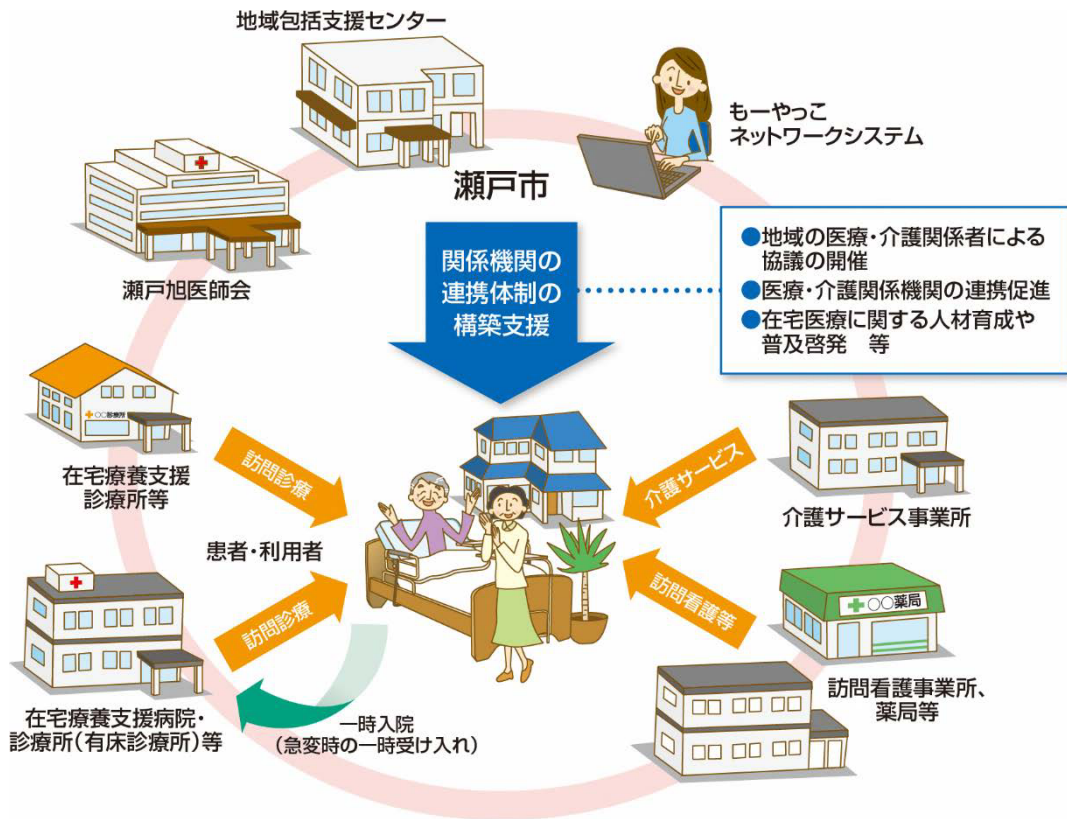 地域包括支援センター
もーやっこ
ネットワークシステム
瀬戸市
瀬戸旭医師会
関係機関の
連携体制の
構築支援
●地域の医療・介護関係者による
協議の開催
●医療・介護関係機関の連携促進
●在宅医療に関する人材育成や
普及啓発　等
○○診療所
在宅療養支援
診療所等
訪問診療
介護サービス
介護サービス事業所
患者・利用者
訪問診療
訪問看護等
○○薬局
訪問看護事業所、
薬局等
在宅療養支援病院・
診療所（有床診療所）等
一時入院
（急変時の一時受け入れ）